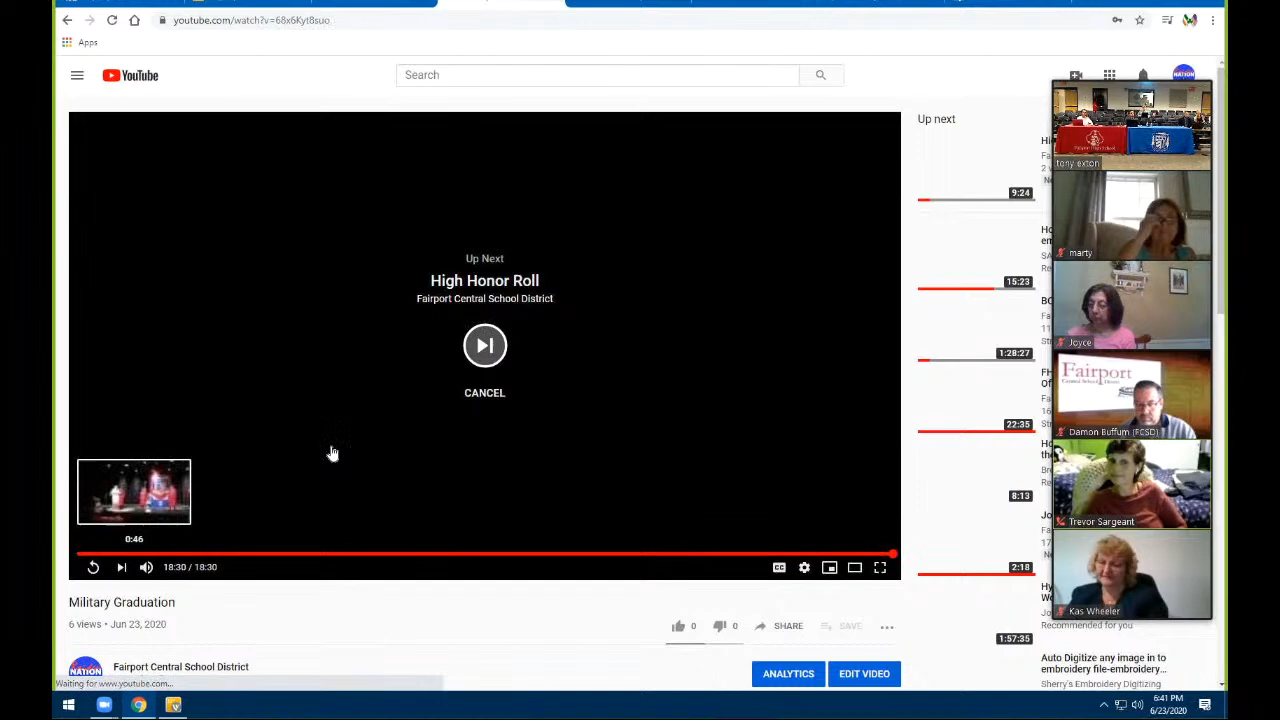 youtube.com/watch?v=68x6Kyt8suo
Apps
YouTube
Search
NATION
Up next
Up Next
High Honor Roll
Fairport Central School District
CANCEL
0:46
18:30 / 18:30
CC
Military Graduation
6 views • Jun 23, 2020
0
0
SHARE
SAVE
NATION
Fairport Central School District
ANALYTICS
EDIT VIDEO
Waiting for www.youtube.com...
9:24
15:23
1:28:27
22:35
8:13
2:18
1:57:35
Recommended for you
Auto Digitize any image in to
embroidery file-embroidery...
Sherry's Embroidery Digitizing
tony exton
marty
Joyce
Fairport
Central School District
Damon Buffum (FCSD)
Trevor Sargeant
Kas Wheeler
6:41 PM
6/23/2020